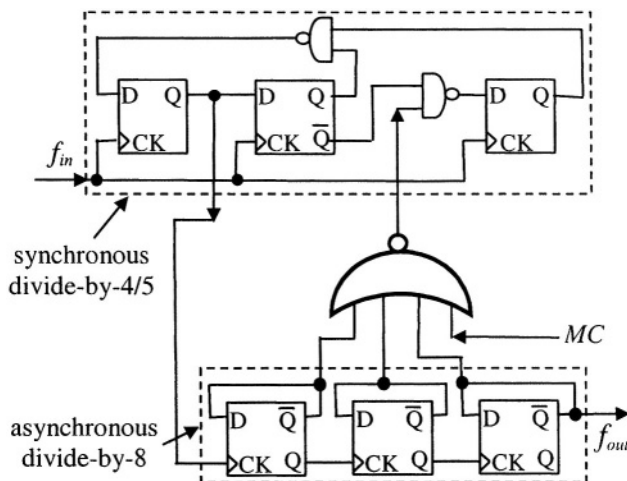 D Q D Q D Q
CK CK Q̅ CK
f_in
synchronous
divide-by-4/5
MC
asynchronous
divide-by-8
D Q̅ D Q̅ D Q̅
CK Q CK Q CK Q
f_out